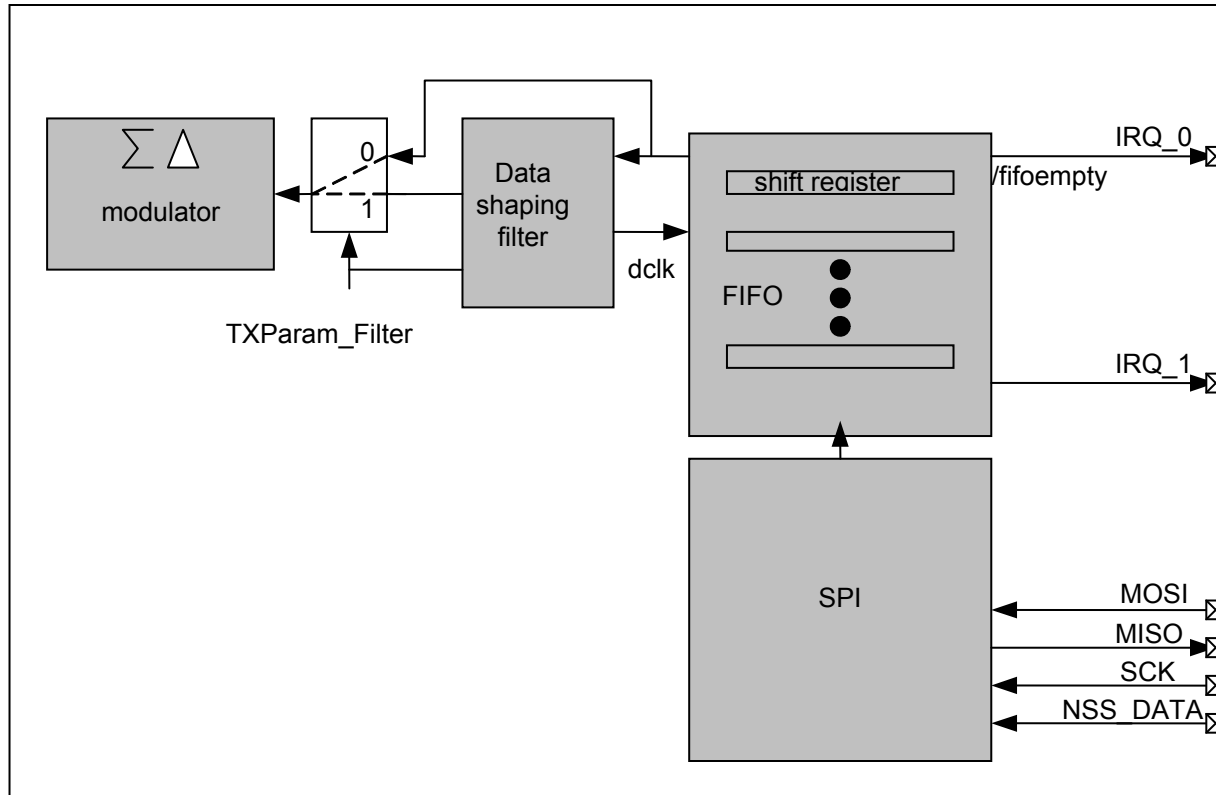 ∑ Δ
modulator
0
1
TXParam_Filter
Data
shaping
filter
dclk
shift register
FIFO
IRQ_0
/fifoempty
IRQ_1
SPI
MOSI
MISO
SCK
NSS_DATA